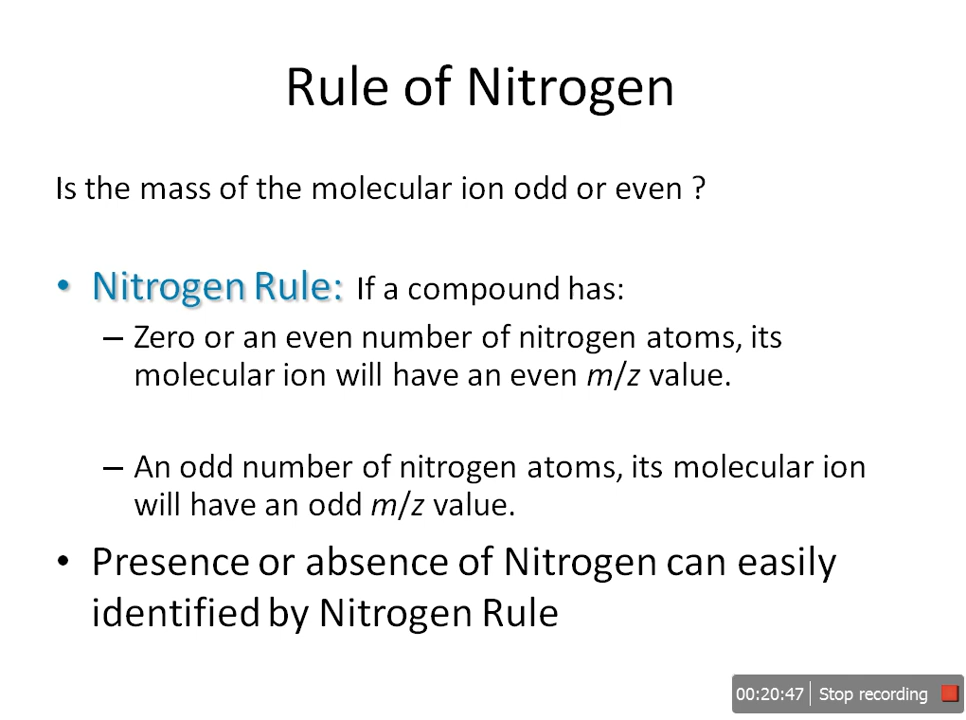 Rule of Nitrogen
Is the mass of the molecular ion odd or even ?
• Nitrogen Rule: If a compound has:
– Zero or an even number of nitrogen atoms, its
molecular ion will have an even m/z value.
– An odd number of nitrogen atoms, its molecular ion
will have an odd m/z value.
• Presence or absence of Nitrogen can easily
identified by Nitrogen Rule
00:20:47 Stop recording